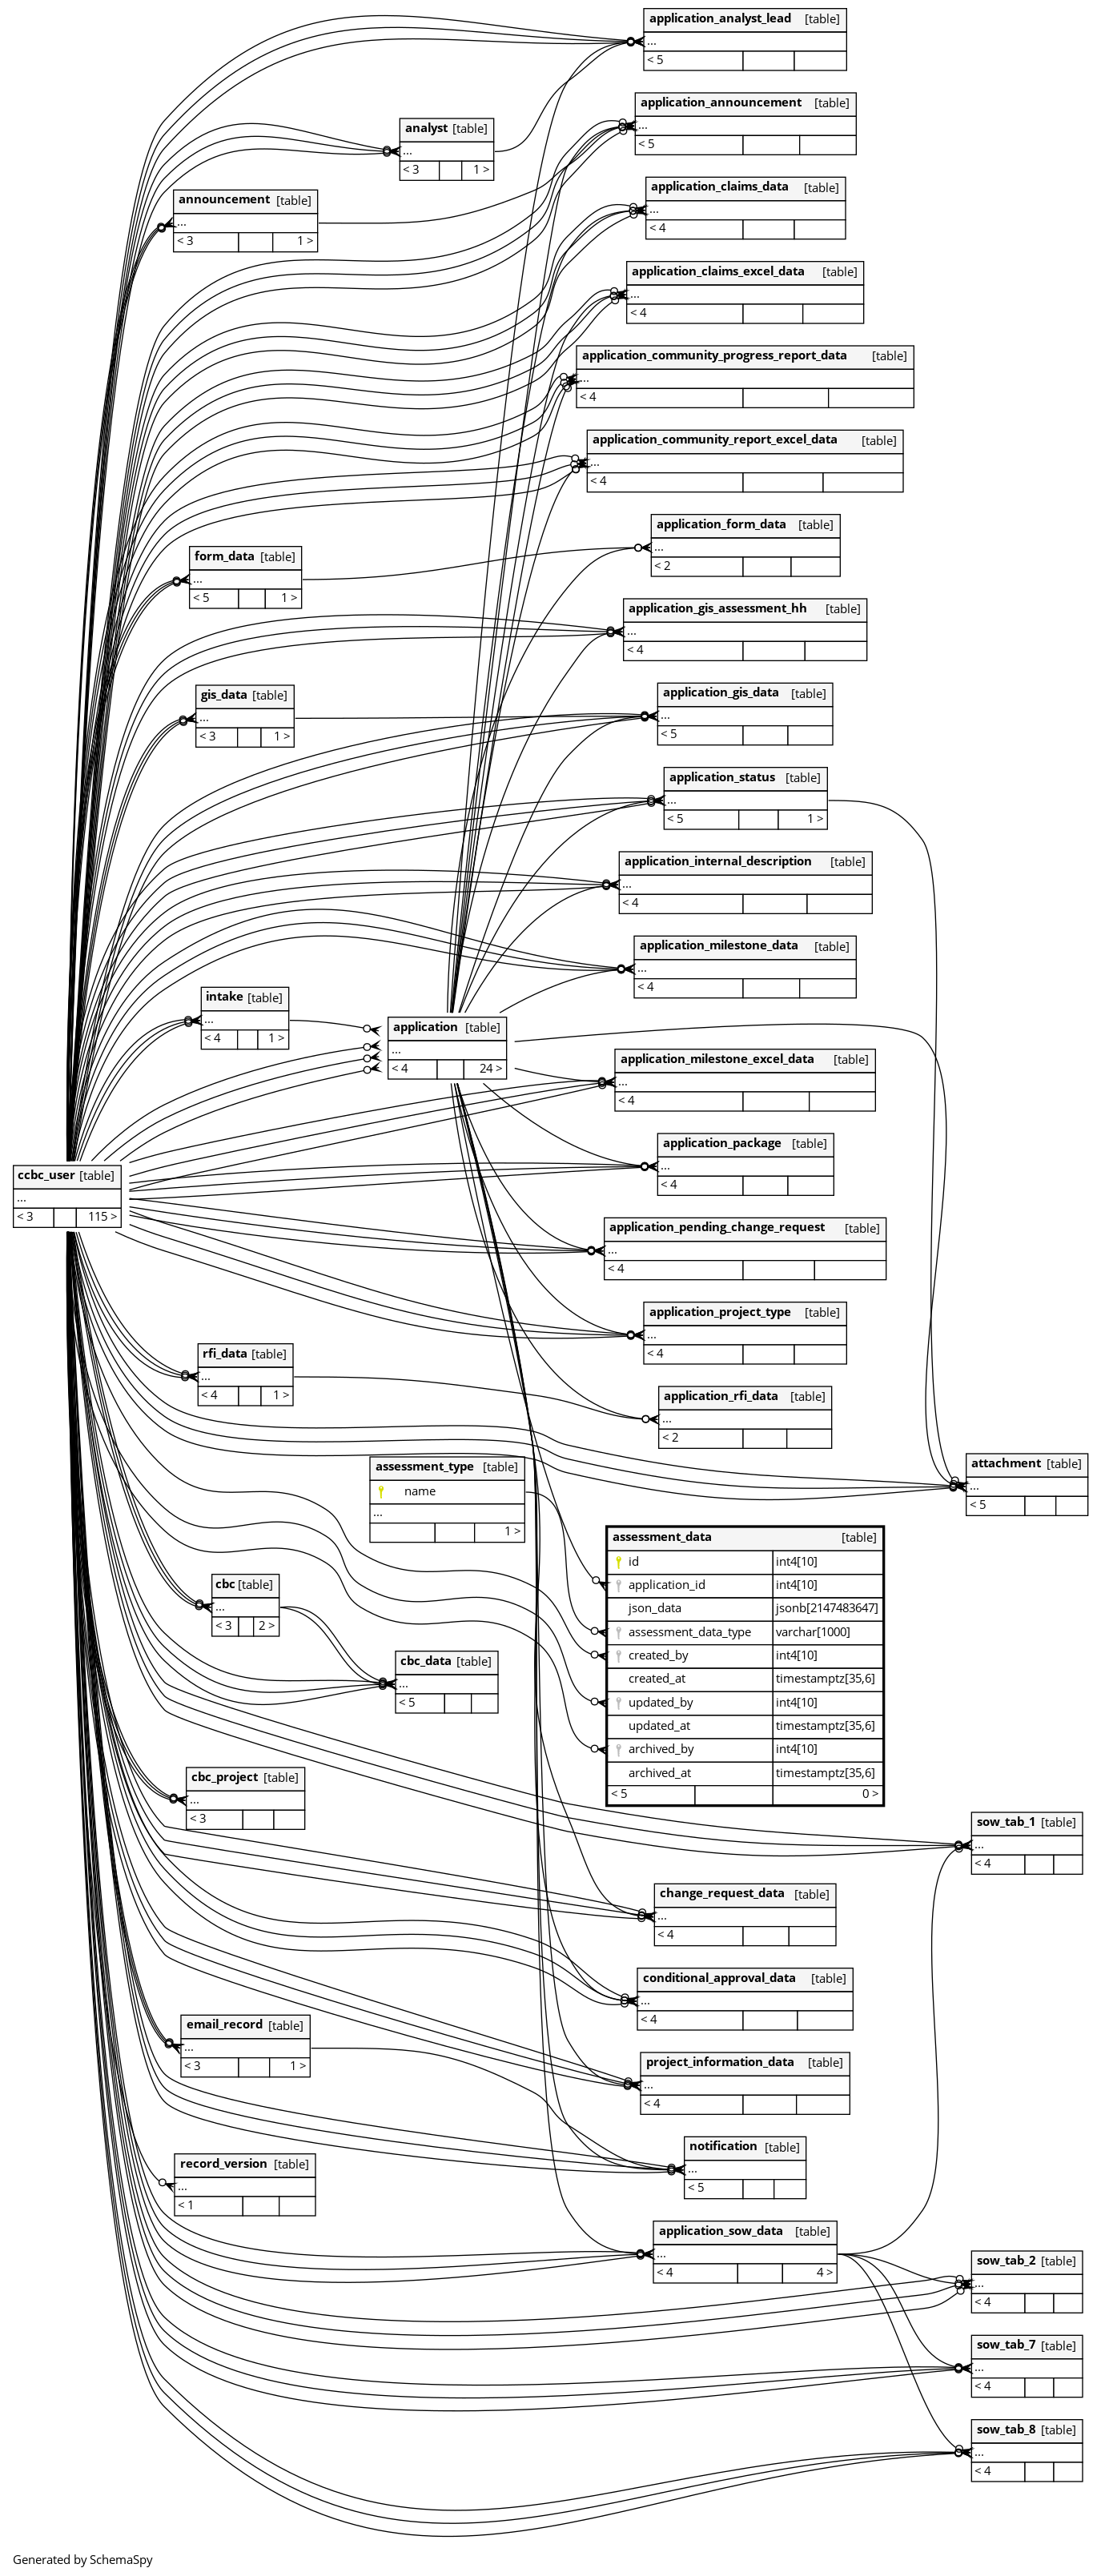 application_analyst_lead [table]
...
< 5
application_announcement [table]
...
< 5
analyst [table]
...
< 3 1 >
application_claims_data [table]
...
< 4
announcement [table]
...
< 3 1 >
application_claims_excel_data [table]
...
< 4
application_community_progress_report_data [table]
...
< 4
application_community_report_excel_data [table]
...
< 4
application_form_data [table]
...
< 2
form_data [table]
...
< 5 1 >
application_gis_assessment_hh [table]
...
< 4
gis_data [table]
...
< 3 1 >
application_gis_data [table]
...
< 5
application_status [table]
...
< 5 1 >
application_internal_description [table]
...
< 4
application_milestone_data [table]
...
< 4
intake [table]
...
< 4 1 >
application [table]
...
< 4 24 >
application_milestone_excel_data [table]
...
< 4
application_package [table]
...
< 4
ccbc_user [table]
...
< 3 115 >
application_pending_change_request [table]
...
< 4
application_project_type [table]
...
< 4
rfi_data [table]
...
< 4 1 >
application_rfi_data [table]
...
< 2
attachment [table]
...
< 5
assessment_type [table]
name
...
1 >
assessment_data [table]
id int4[10]
application_id int4[10]
json_data jsonb[2147483647]
assessment_data_type varchar[1000]
created_by int4[10]
created_at timestamptz[35,6]
updated_by int4[10]
updated_at timestamptz[35,6]
archived_by int4[10]
archived_at timestamptz[35,6]
< 5 0 >
cbc [table]
...
< 3 2 >
cbc_data [table]
...
< 5
cbc_project [table]
...
< 3
sow_tab_1 [table]
...
< 4
change_request_data [table]
...
< 4
conditional_approval_data [table]
...
< 4
email_record [table]
...
< 3 1 >
project_information_data [table]
...
< 4
notification [table]
...
< 5
record_version [table]
...
< 1
application_sow_data [table]
...
< 4 4 >
sow_tab_2 [table]
...
< 4
sow_tab_7 [table]
...
< 4
sow_tab_8 [table]
...
< 4
Generated by SchemaSpy